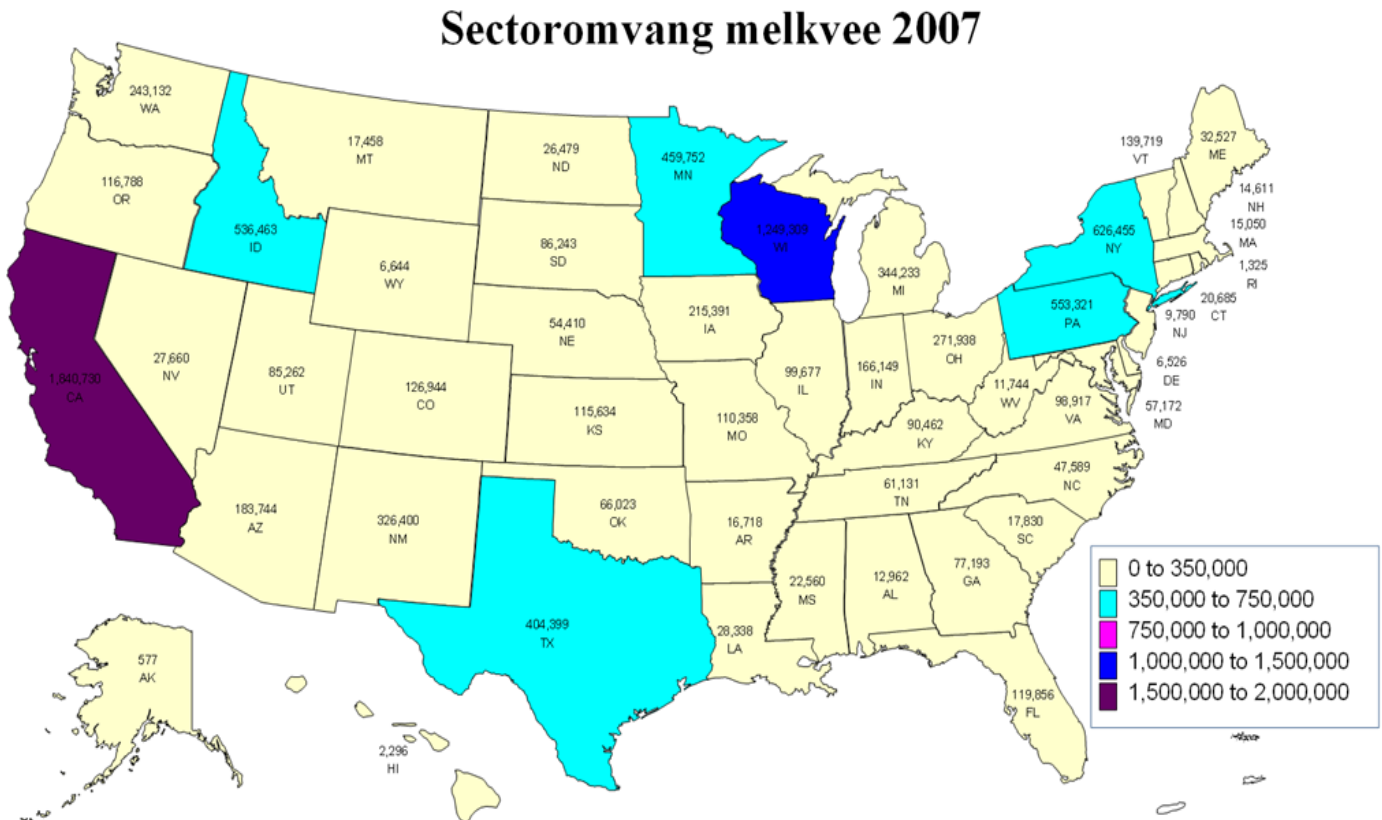 Sectoromvang melkvee 2007
243,132
WA
116,788
OR
1,840,730
CA
27,660
NV
536,463
ID
17,458
MT
6,644
WY
85,262
UT
126,944
CO
183,744
AZ
326,400
NM
26,479
ND
86,243
SD
54,410
NE
115,634
KS
66,023
OK
404,399
TX
459,752
MN
215,391
IA
110,358
MO
16,718
AR
28,338
LA
WI
99,677
IL
344,233
MI
166,149
IN
271,938
OH
90,462
KY
61,131
TN
22,560
MS
12,962
AL
77,193
GA
119,856
FL
17,830
SC
47,589
NC
98,917
VA
11,744
WV
553,321
PA
626,455
NY
139,719
VT
32,527
ME
14,611
NH
15,050
MA
1,325
RI
20,685
CT
9,790
NJ
6,526
DE
57,172
MD
577
AK
2,296
HI
0 to 350,000
350,000 to 750,000
750,000 to 1,000,000
1,000,000 to 1,500,000
1,500,000 to 2,000,000